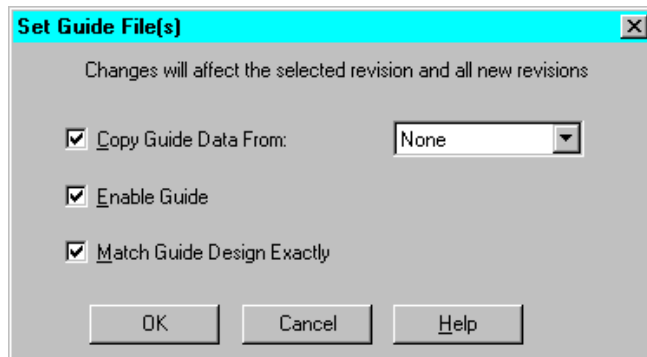 Set Guide File(s)
Changes will affect the selected revision and all new revisions
Copy Guide Data From: None
Enable Guide
Match Guide Design Exactly
OK Cancel Help